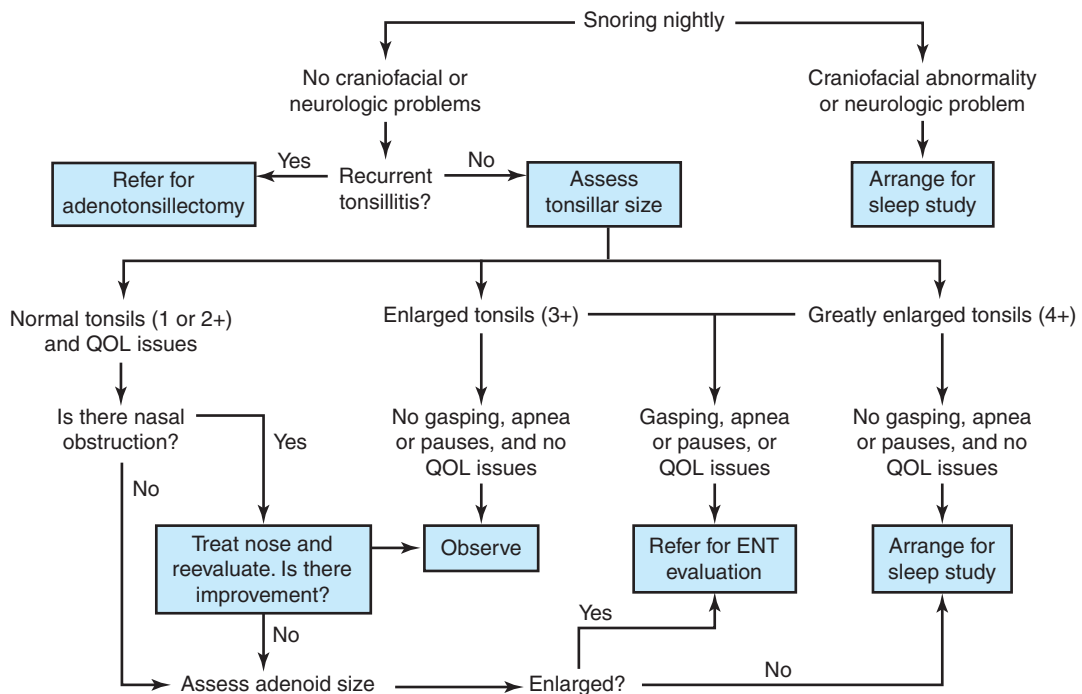 Snoring nightly
No craniofacial or
neurologic problems
Craniofacial abnormality
or neurologic problem
Yes
No
Refer for
adenotonsillectomy
Recurrent
tonsillitis?
Assess
tonsillar size
Arrange for
sleep study
Normal tonsils (1 or 2+)
and QOL issues
Enlarged tonsils (3+)
Greatly enlarged tonsils (4+)
Is there nasal
obstruction?
Yes
No
No gasping, apnea
or pauses, and no
QOL issues
Gasping, apnea
or pauses, or
QOL issues
No gasping, apnea
or pauses, and no
QOL issues
Treat nose and
reevaluate. Is there
improvement?
Observe
Refer for ENT
evaluation
Arrange for
sleep study
No
Yes
Assess adenoid size
Enlarged?
No